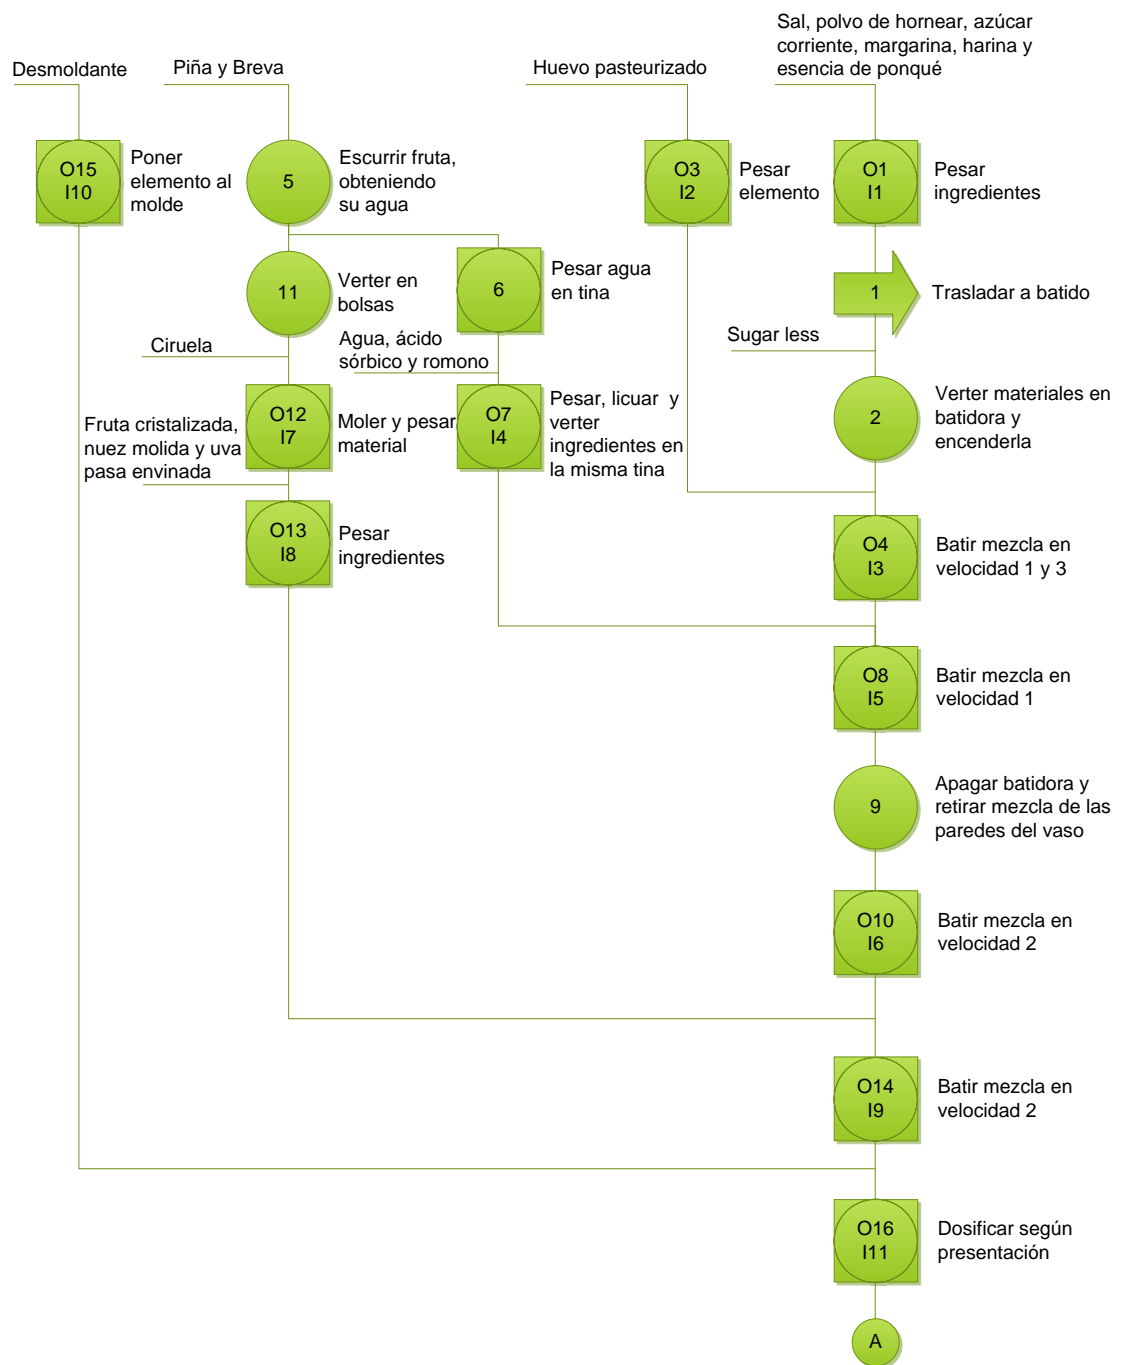 Sal, polvo de hornear, azúcar
corriente, margarina, harina y
esencia de ponqué
Desmoldante
Piña y Breva
Huevo pasteurizado
O15
I10
Poner
elemento al
molde
5
Escurrir fruta,
obteniendo
su agua
O3
I2
Pesar
elemento
O1
I1
Pesar
ingredientes
11
Verter en
bolsas
6
Pesar agua
en tina
1
Trasladar a batido
Ciruela
Agua, ácido
sórbico y romono
Sugar less
Fruta cristalizada,
nuez molida y uva
pasa envinada
O12
I7
Moler y pesar
material
O7
I4
Pesar, licuar y
verter
ingredientes en
la misma tina
2
Verter materiales en
batidora y
encenderla
O13
I8
Pesar
ingredientes
O4
I3
Batir mezcla en
velocidad 1 y 3
O8
I5
Batir mezcla en
velocidad 1
9
Apagar batidora y
retirar mezcla de las
paredes del vaso
O10
I6
Batir mezcla en
velocidad 2
O14
I9
Batir mezcla en
velocidad 2
O16
I11
Dosificar según
presentación
A